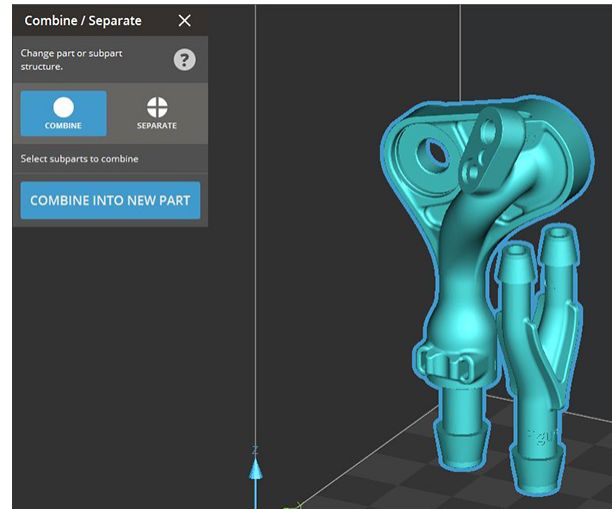 Combine / Separate
Change part or subpart
structure.
?
COMBINE
SEPARATE
Select subparts to combine
COMBINE INTO NEW PART
Z